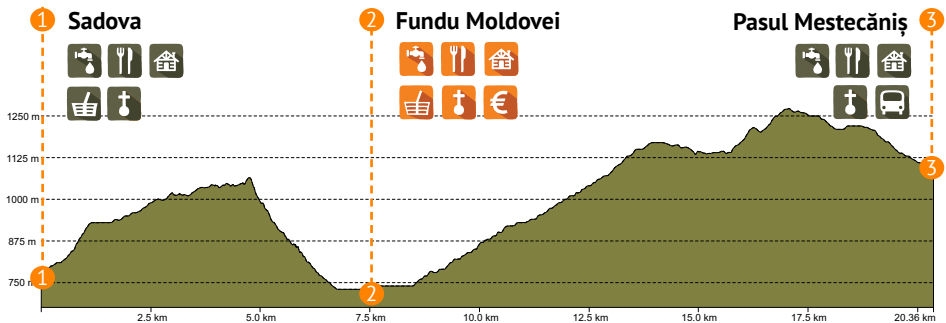 1 Sadova
2 Fundu Moldovei
Pasul Mestecăniș 3
€
1250 m
1125 m
1000 m
875 m
750 m
1
2
3
2.5 km
5.0 km
7.5 km
10.0 km
12.5 km
15.0 km
17.5 km
20.36 km